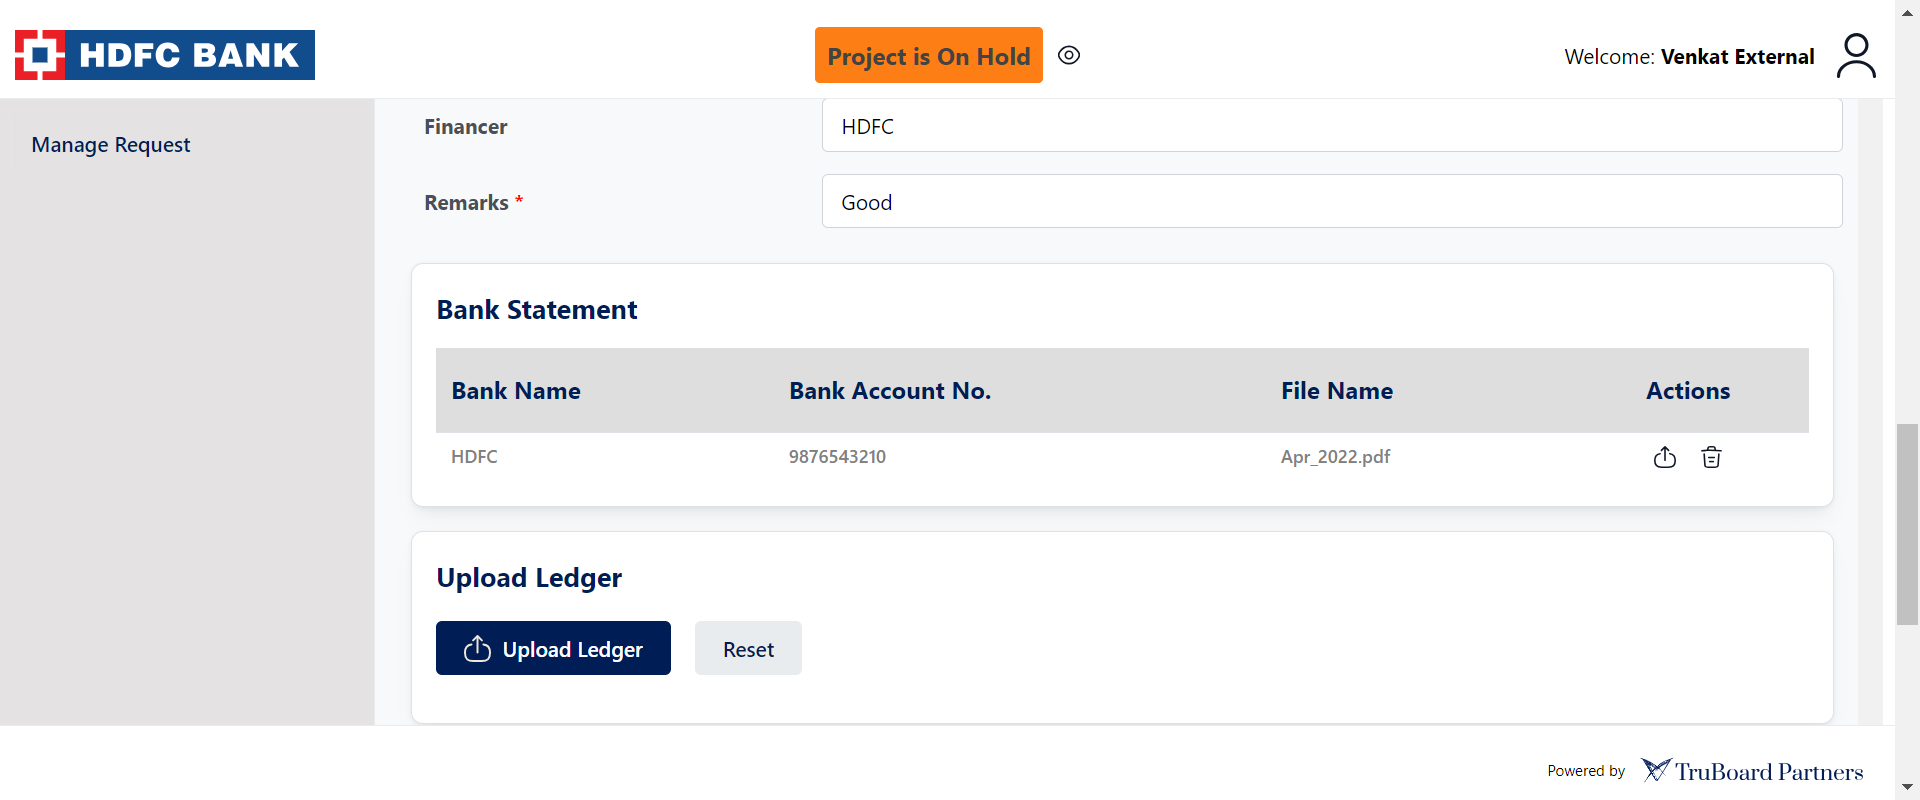 HDFC BANK
Project is On Hold
Welcome: Venkat External
Manage Request
Financer
HDFC
Remarks *
Good
Bank Statement
Bank Name Bank Account No. File Name Actions
HDFC 9876543210 Apr_2022.pdf
Upload Ledger
Upload Ledger Reset
Powered by TruBoard Partners